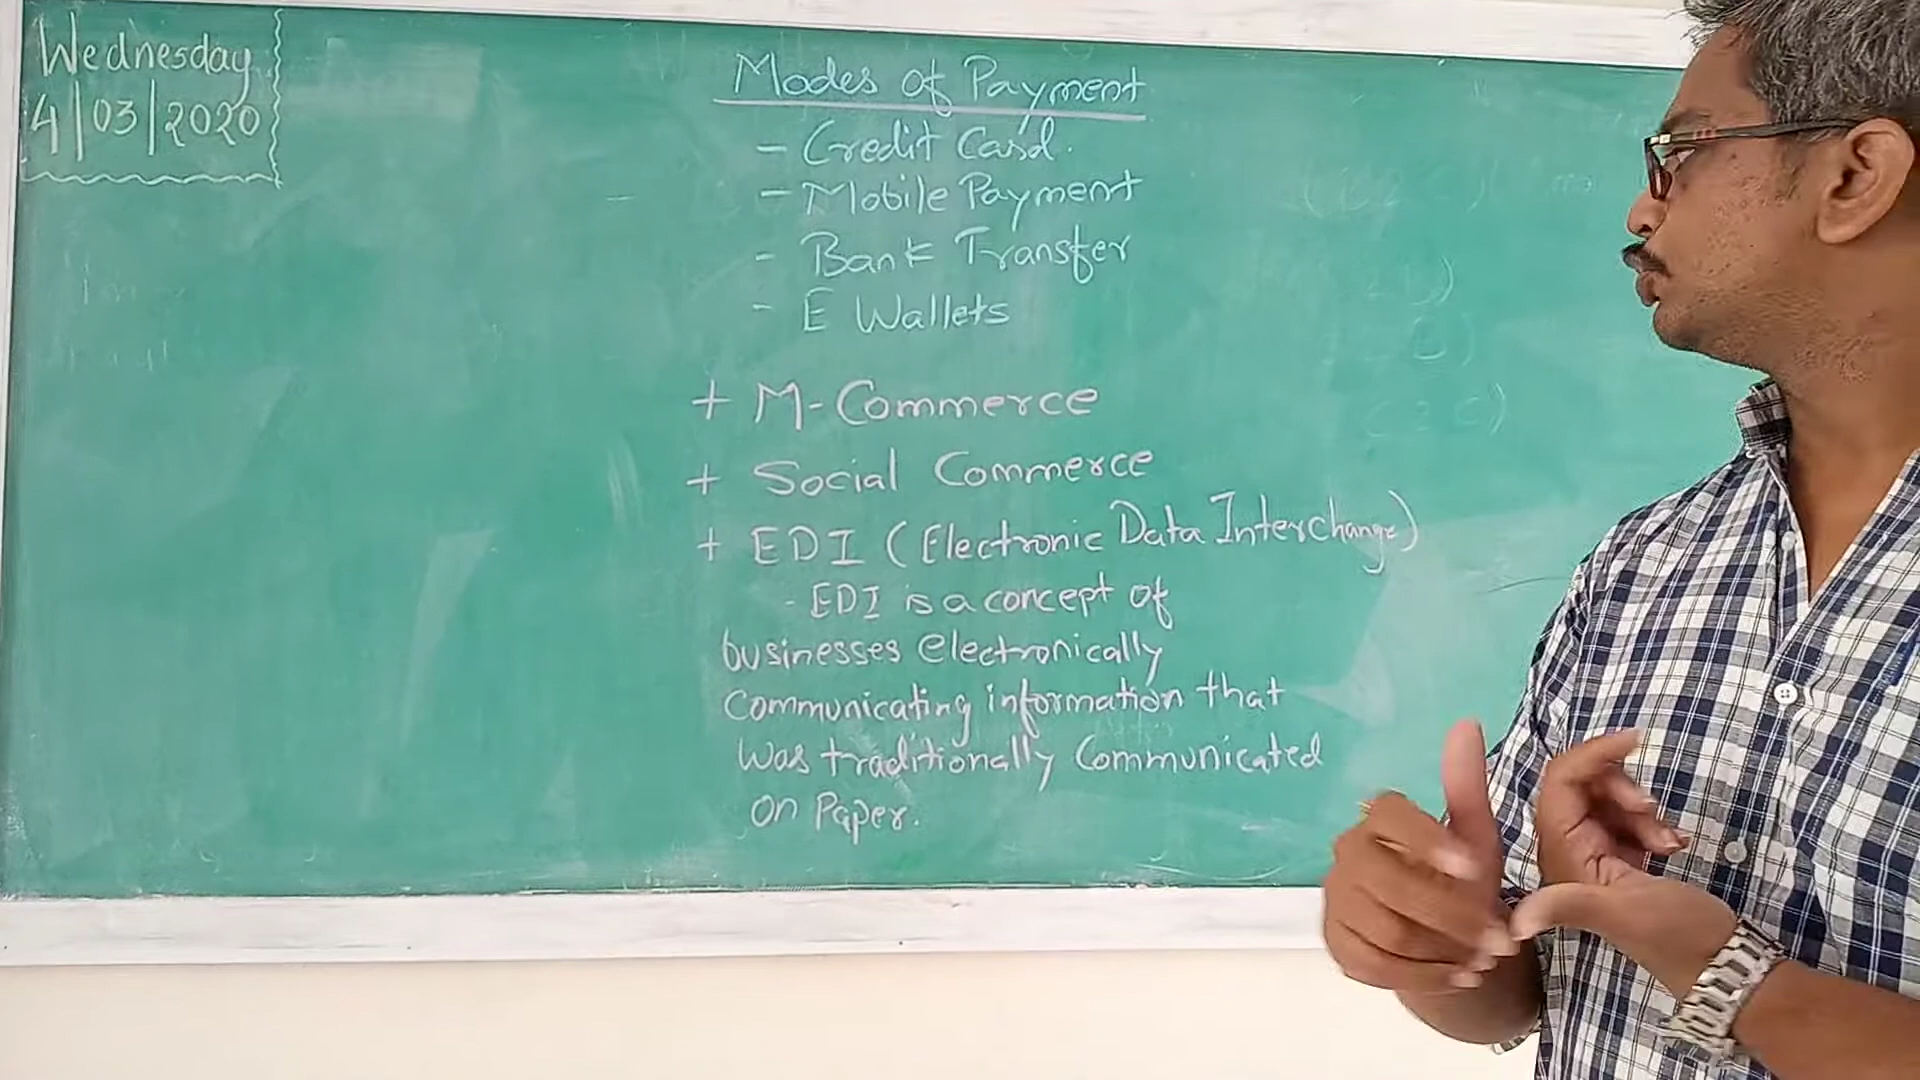 Wednesday
4/03/2020
Modes of Payment
- Credit Card.
- Mobile Payment
- Bank Transfer
- E Wallets
+ M-Commerce
+ Social Commerce
+ EDI (Electronic Data Interchange)
- EDI is a concept of
businesses electronically
communicating information that
was traditionally communicated
on Paper.